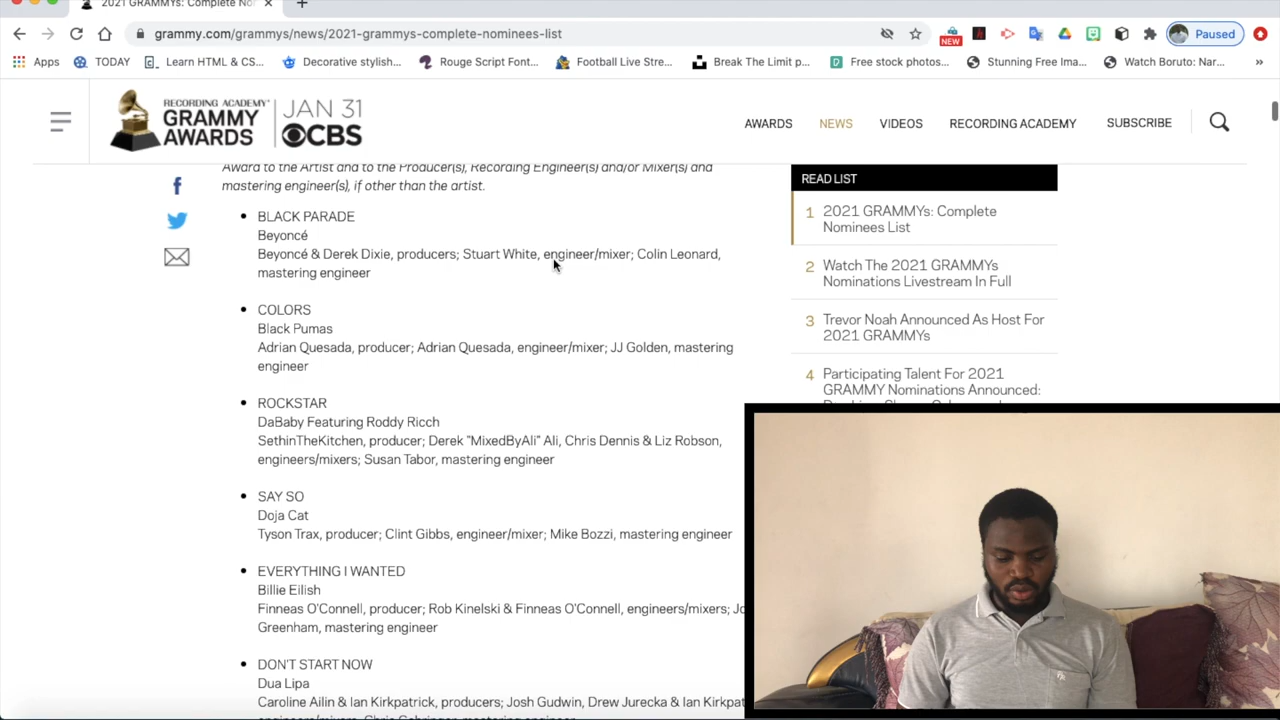 2021 GRAMMYs: Complete Nor
grammy.com/grammys/news/2021-grammys-complete-nominees-list
NEW
Paused
Apps
TODAY
Learn HTML & CS...
Decorative stylish...
Rouge Script Font...
Football Live Stre...
Break The Limit p...
Free stock photos...
Stunning Free Ima...
Watch Boruto: Nar...
RECORDING ACADEMY
GRAMMY
AWARDS
JAN 31
CBS
AWARDS
NEWS
VIDEOS
RECORDING ACADEMY
SUBSCRIBE
Award to the Artist and to the Producer(s), Recording Engineer(s) and/or Mixer(s) and
mastering engineer(s), if other than the artist.
BLACK PARADE
Beyoncé
Beyoncé & Derek Dixie, producers; Stuart White, engineer/mixer; Colin Leonard,
mastering engineer
COLORS
Black Pumas
Adrian Quesada, producer; Adrian Quesada, engineer/mixer; JJ Golden, mastering
engineer
ROCKSTAR
DaBaby Featuring Roddy Ricch
SethinTheKitchen, producer; Derek "MixedByAli" Ali, Chris Dennis & Liz Robson,
engineers/mixers; Susan Tabor, mastering engineer
SAY SO
Doja Cat
Tyson Trax, producer; Clint Gibbs, engineer/mixer; Mike Bozzi, mastering engineer
EVERYTHING I WANTED
Billie Eilish
Finneas O'Connell, producer; Rob Kinelski & Finneas O'Connell, engineers/mixers; Jo
Greenham, mastering engineer
DON'T START NOW
Dua Lipa
Caroline Ailin & Ian Kirkpatrick, producers; Josh Gudwin, Drew Jurecka & Ian Kirkpat
READ LIST
1 2021 GRAMMYs: Complete
Nominees List
2 Watch The 2021 GRAMMYs
Nominations Livestream In Full
3 Trevor Noah Announced As Host For
2021 GRAMMYs
4 Participating Talent For 2021
GRAMMY Nominations Announced: